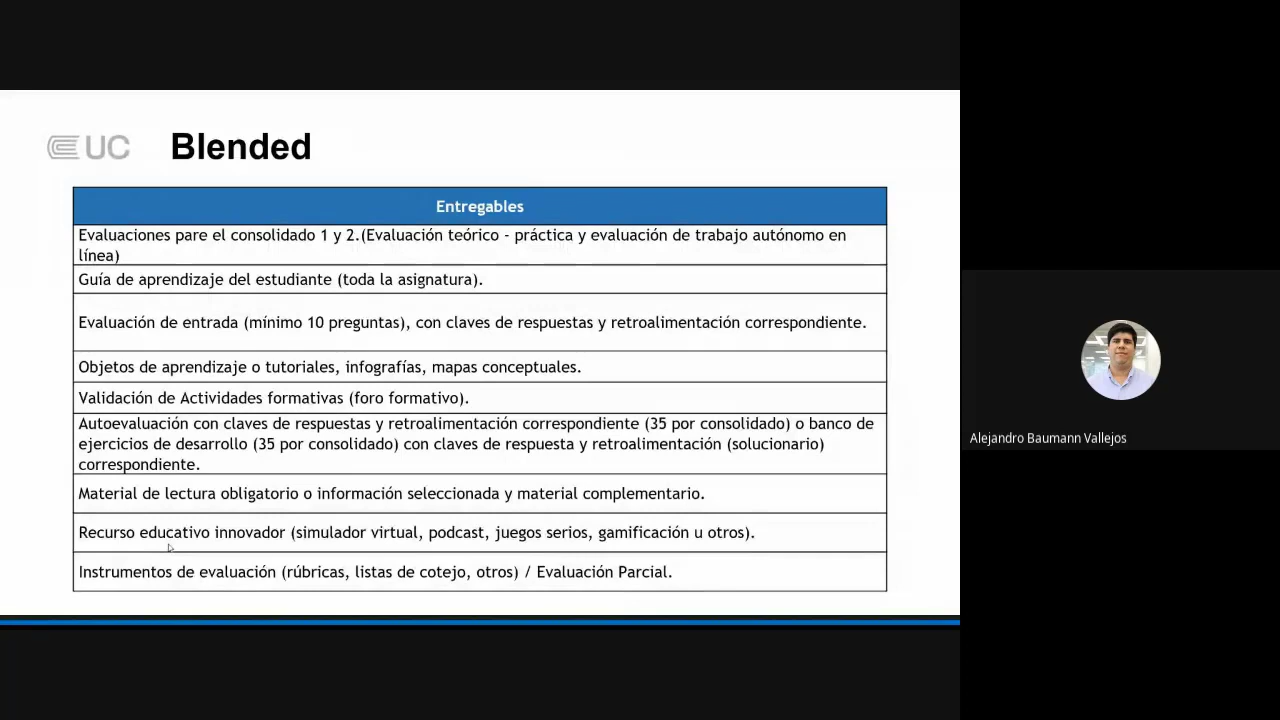 UC
Blended
Entregables
Evaluaciones pare el consolidado 1 y 2.(Evaluación teórico - práctica y evaluación de trabajo autónomo en
línea)
Guía de aprendizaje del estudiante (toda la asignatura).
Evaluación de entrada (mínimo 10 preguntas), con claves de respuestas y retroalimentación correspondiente.
Objetos de aprendizaje o tutoriales, infografías, mapas conceptuales.
Validación de Actividades formativas (foro formativo).
Autoevaluación con claves de respuestas y retroalimentación correspondiente (35 por consolidado) o banco de
ejercicios de desarrollo (35 por consolidado) con claves de respuesta y retroalimentación (solucionario)
correspondiente.
Material de lectura obligatorio o información seleccionada y material complementario.
Recurso educativo innovador (simulador virtual, podcast, juegos serios, gamificación u otros).
Instrumentos de evaluación (rúbricas, listas de cotejo, otros) / Evaluación Parcial.
Alejandro Baumann Vallejos